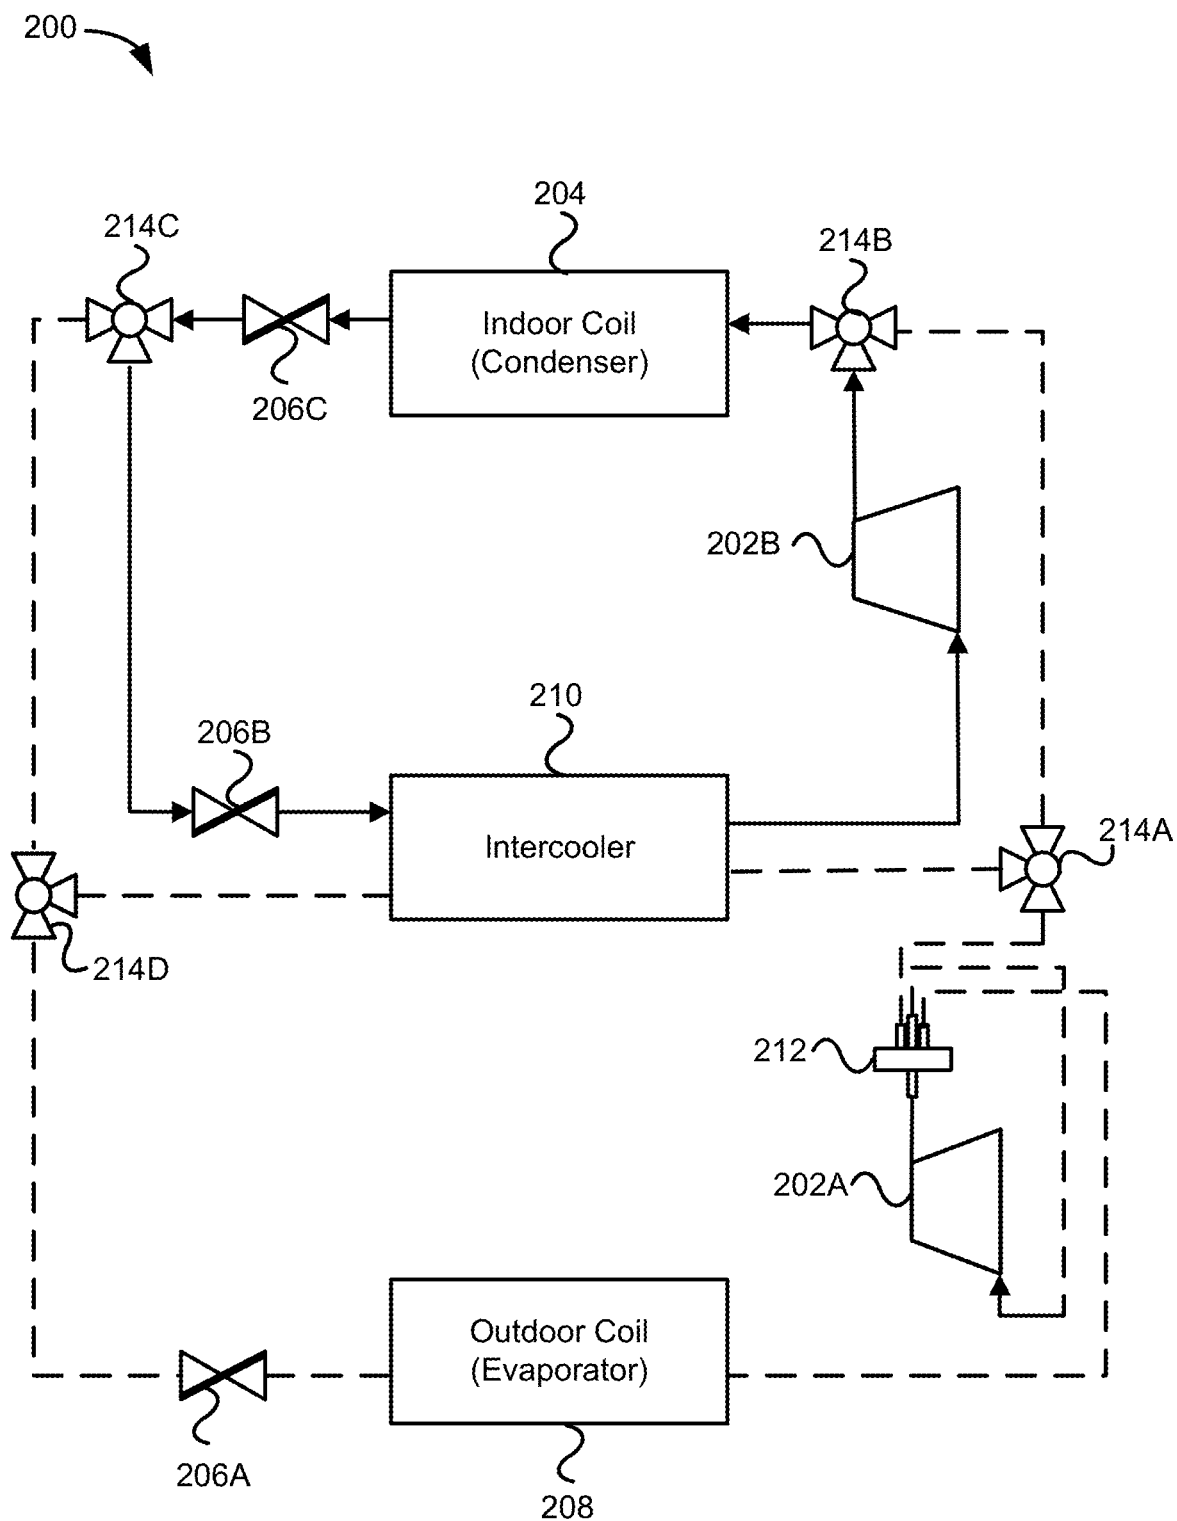 200
204
214C
214B
Indoor Coil
(Condenser)
206C
202B
210
206B
214A
Intercooler
214D
212
202A
Outdoor Coil
(Evaporator)
206A
208